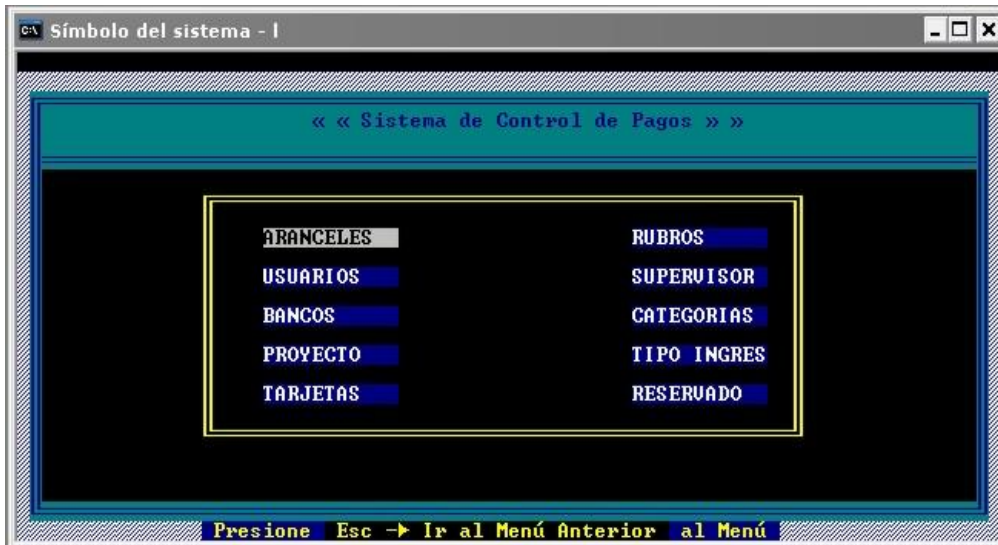 Símbolo del sistema - l
« « Sistema de Control de Pagos » »
ARANCELES RUBROS
USUARIOS SUPERVISOR
BANCOS CATEGORIAS
PROYECTO TIPO INGRES
TARJETAS RESERVADO
Presione Esc -► Ir al Menú Anterior al Menú